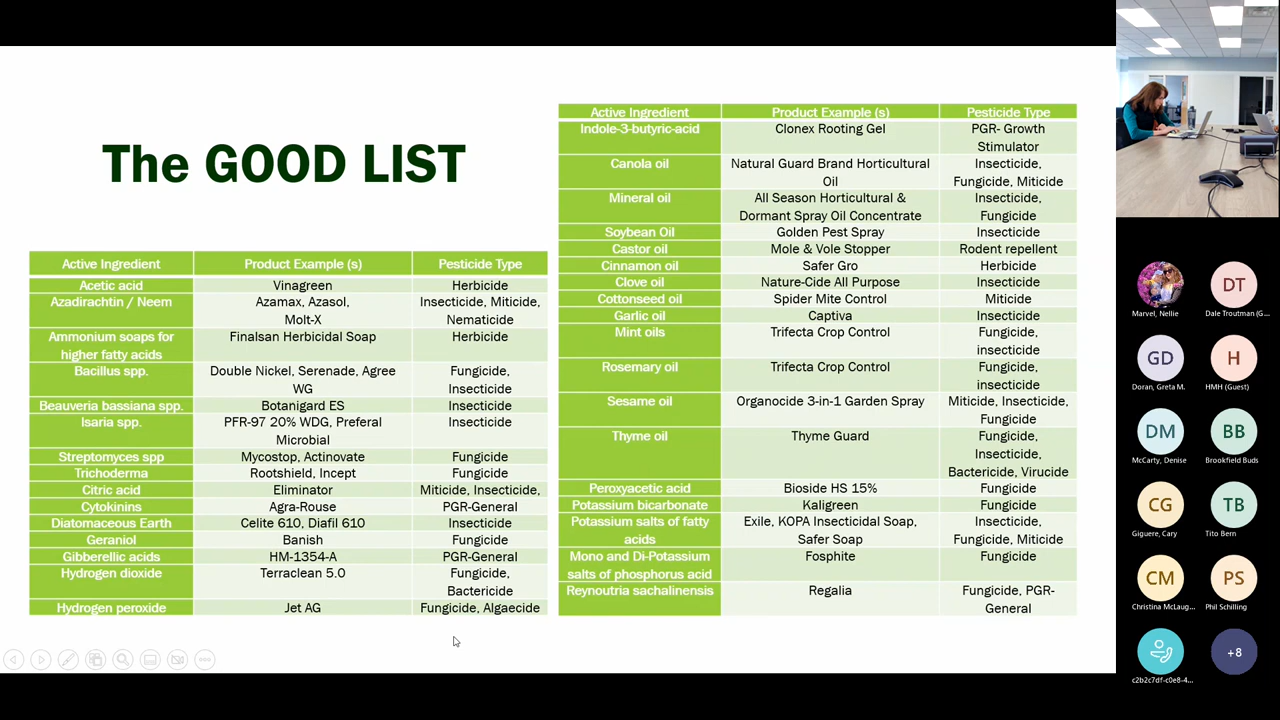 The GOOD LIST
Active Ingredient Product Example (s) Pesticide Type
Acetic acid Vinagreen Herbicide
Azadirachtin / Neem Azamax, Azasol, Insecticide, Miticide,
Molt-X Nematicide
Ammonium soaps for Finalsan Herbicidal Soap Herbicide
higher fatty acids
Bacillus spp. Double Nickel, Serenade, Agree Fungicide,
WG Insecticide
Beauveria bassiana spp. Botanigard ES Insecticide
Isaria spp. PFR-97 20% WDG, Preferal Insecticide
Microbial
Streptomyces spp Mycostop, Actinovate Fungicide
Trichoderma Rootshield, Incept Fungicide
Citric acid Eliminator Miticide, Insecticide,
Cytokinins Agra-Rouse PGR-General
Diatomaceous Earth Celite 610, Diafil 610 Insecticide
Geraniol Banish Fungicide
Gibberellic acids HM-1354-A PGR-General
Hydrogen dioxide Terraclean 5.0 Fungicide,
Bactericide
Hydrogen peroxide Jet AG Fungicide, Algaecide
Active Ingredient Product Example (s) Pesticide Type
Indole-3-butyric-acid Clonex Rooting Gel PGR- Growth
Stimulator
Canola oil Natural Guard Brand Horticultural Insecticide,
Oil Fungicide, Miticide
Mineral oil All Season Horticultural & Insecticide,
Dormant Spray Oil Concentrate Fungicide
Soybean Oil Golden Pest Spray Insecticide
Castor oil Mole & Vole Stopper Rodent repellent
Cinnamon oil Safer Gro Herbicide
Clove oil Nature-Cide All Purpose Insecticide
Cottonseed oil Spider Mite Control Miticide
Garlic oil Captiva Insecticide
Mint oils Trifecta Crop Control Fungicide,
insecticide
Rosemary oil Trifecta Crop Control Fungicide,
insecticide
Sesame oil Organocide 3-in-1 Garden Spray Miticide, Insecticide,
Fungicide
Thyme oil Thyme Guard Fungicide,
Insecticide,
Bactericide, Virucide
Peroxyacetic acid Bioside HS 15% Fungicide
Potassium bicarbonate Kaligreen Fungicide
Potassium salts of fatty Exile, KOPA Insecticidal Soap, Insecticide,
acids Safer Soap Fungicide, Miticide
Mono and Di-Potassium Fosphite Fungicide
salts of phosphorus acid
Reynoutria sachalinensis Regalia Fungicide, PGR-
General
DT
Marvel, Nellie Dale Troutman (G...
GD H
Doran, Greta M. HMH (Guest)
DM BB
McCarty, Denise Brookfield Buds
CG TB
Giguere, Cary Tito Bern
CM PS
Christina McLaug... Phil Schilling
+8
c2b2c7df-c0e8-4...